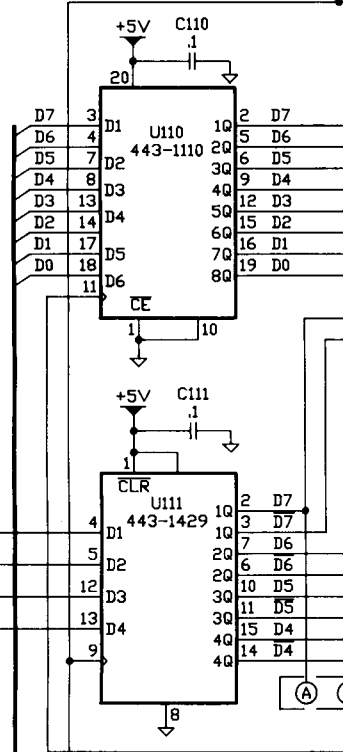 +5V C110
.1
20
D7 3 D1 U110 1Q 2 D7
D6 4 443-1110 2Q 5 D6
D5 7 D2 3Q 6 D5
D4 8 D3 4Q 9 D4
D3 13 D4 5Q 12 D3
D2 14 6Q 15 D2
D1 17 D5 7Q 16 D1
D0 18 D6 8Q 19 D0
11
CE
1 10
+5V C111
.1
1
CLR
U111 1Q 2 D7
4 D1 443-1429 1Q 3 D7
5 D2 2Q 7 D6
2Q 6 D6
12 D3 3Q 10 D5
3Q 11 D5
13 D4 4Q 15 D4
9 4Q 14 D4
A
8